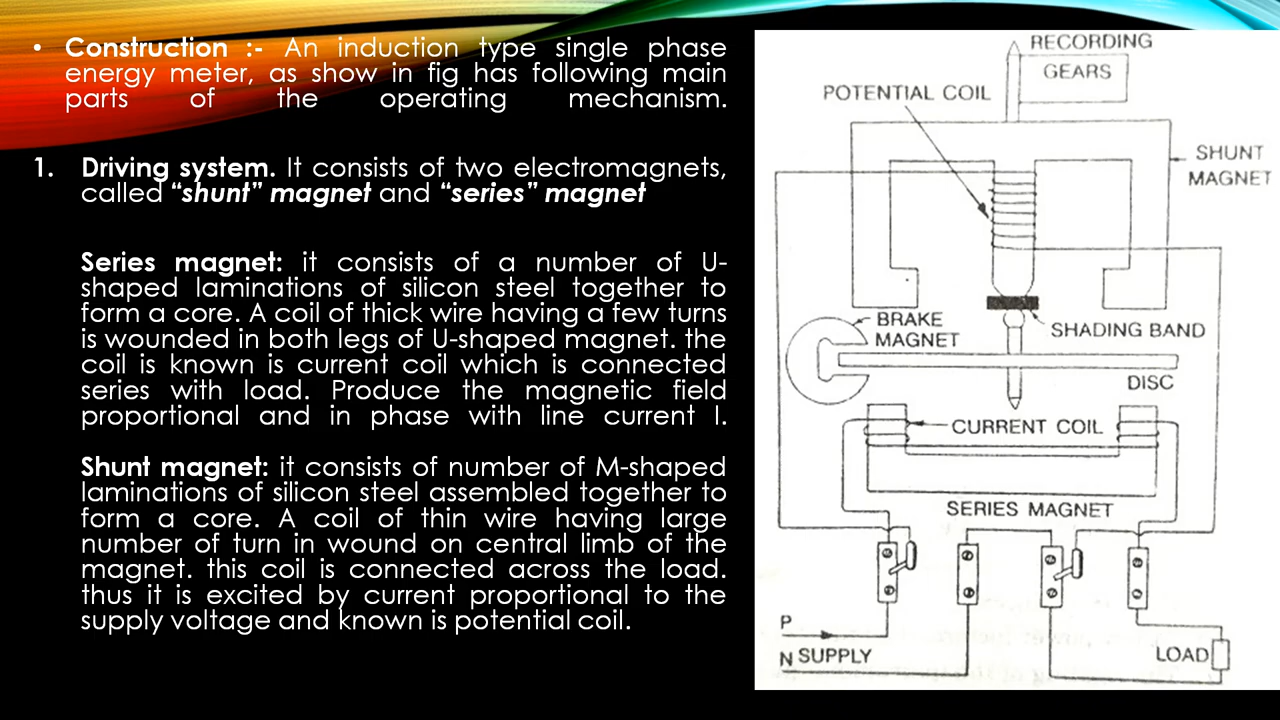 • Construction :- An induction type single phase
energy meter, as show in fig has following main
parts of the operating mechanism.
1. Driving system. It consists of two electromagnets,
called “shunt” magnet and “series” magnet
Series magnet: it consists of a number of U-
shaped laminations of silicon steel together to
form a core. A coil of thick wire having a few turns
is wounded in both legs of U-shaped magnet. the
coil is known is current coil which is connected
series with load. Produce the magnetic field
proportional and in phase with line current I.
Shunt magnet: it consists of number of M-shaped
laminations of silicon steel assembled together to
form a core. A coil of thin wire having large
number of turn in wound on central limb of the
magnet. this coil is connected across the load.
thus it is excited by current proportional to the
supply voltage and known is potential coil.
RECORDING
GEARS
POTENTIAL COIL
SHUNT
MAGNET
BRAKE
MAGNET
SHADING BAND
DISC
CURRENT COIL
SERIES MAGNET
P
N SUPPLY
LOAD